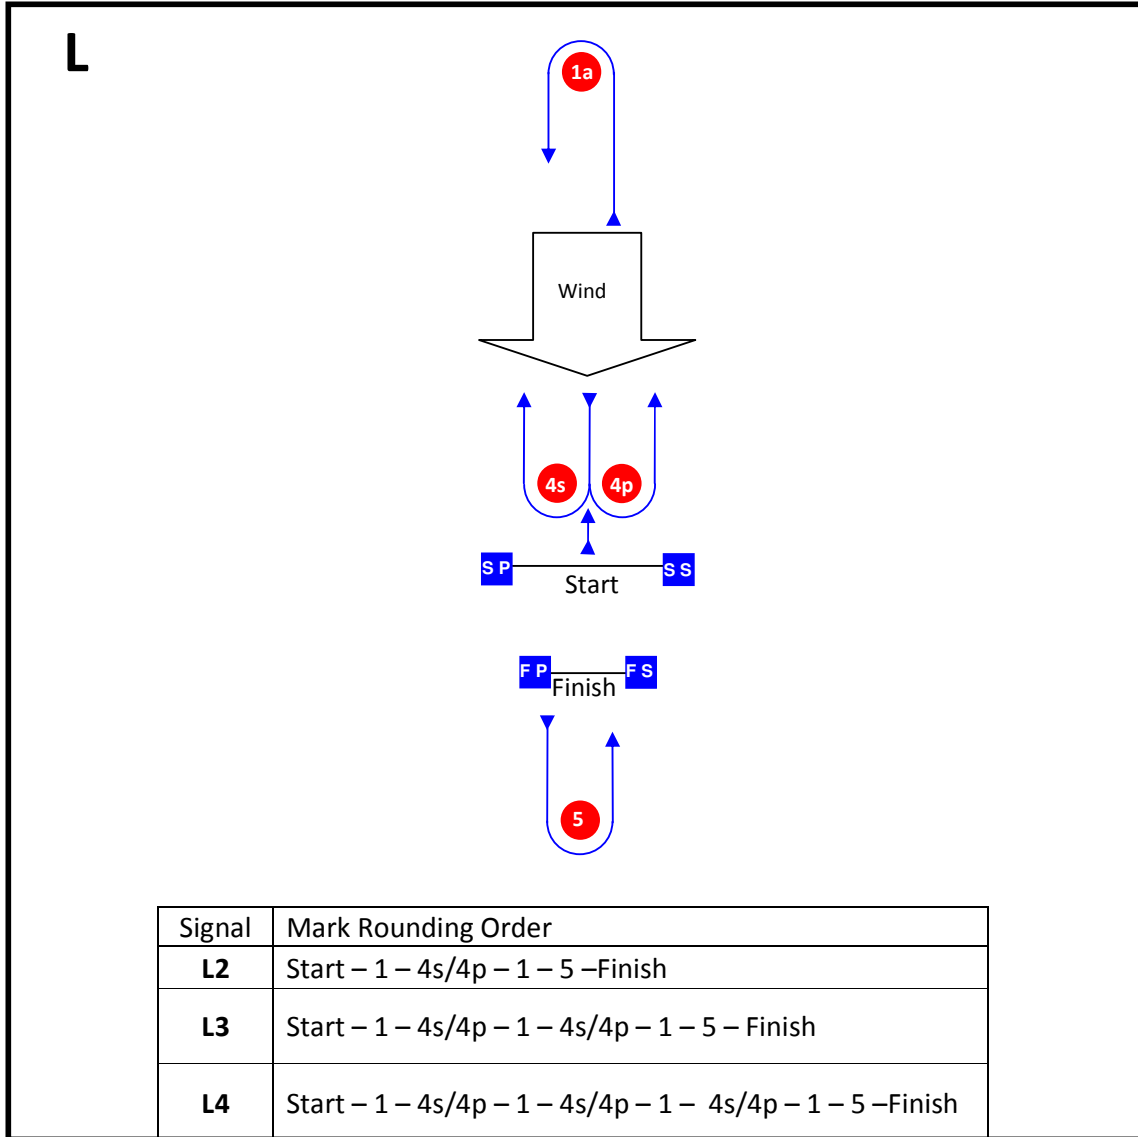 L
1a
Wind
4s 4p
S P S S
Start
F P F S
Finish
5
Signal Mark Rounding Order
L2 Start – 1 – 4s/4p – 1 – 5 –Finish
L3 Start – 1 – 4s/4p – 1 – 4s/4p – 1 – 5 – Finish
L4 Start – 1 – 4s/4p – 1 – 4s/4p – 1 – 4s/4p – 1 – 5 –Finish